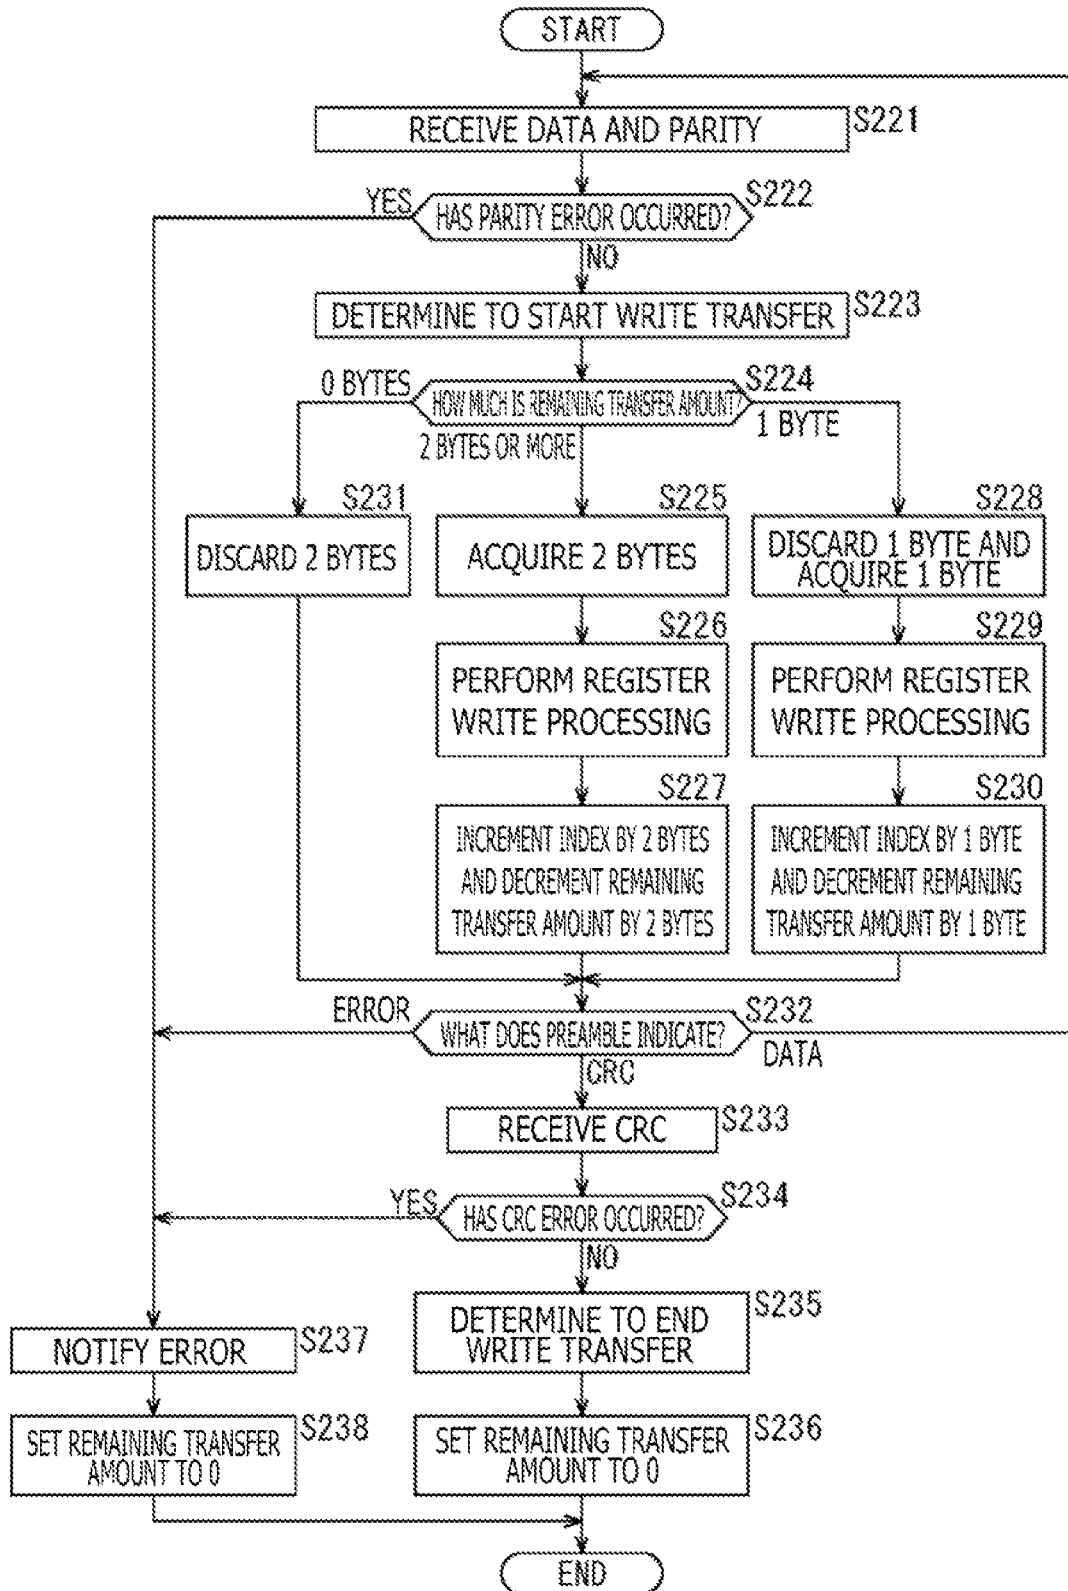 START
RECEIVE DATA AND PARITY
S221
YES
HAS PARITY ERROR OCCURRED?
S222
NO
DETERMINE TO START WRITE TRANSFER
S223
0 BYTES
HOW MUCH IS REMAINING TRANSFER AMOUNT?
S224
2 BYTES OR MORE
1 BYTE
S231
DISCARD 2 BYTES
S225
ACQUIRE 2 BYTES
S228
DISCARD 1 BYTE AND
ACQUIRE 1 BYTE
S226
PERFORM REGISTER
WRITE PROCESSING
S229
PERFORM REGISTER
WRITE PROCESSING
S227
INCREMENT INDEX BY 2 BYTES
AND DECREMENT REMAINING
TRANSFER AMOUNT BY 2 BYTES
S230
INCREMENT INDEX BY 1 BYTE
AND DECREMENT REMAINING
TRANSFER AMOUNT BY 1 BYTE
ERROR
WHAT DOES PREAMBLE INDICATE?
S232
DATA
CRC
RECEIVE CRC
S233
YES
HAS CRC ERROR OCCURRED?
S234
NO
DETERMINE TO END
WRITE TRANSFER
S235
NOTIFY ERROR
S237
SET REMAINING TRANSFER
AMOUNT TO 0
S238
SET REMAINING TRANSFER
AMOUNT TO 0
S236
END